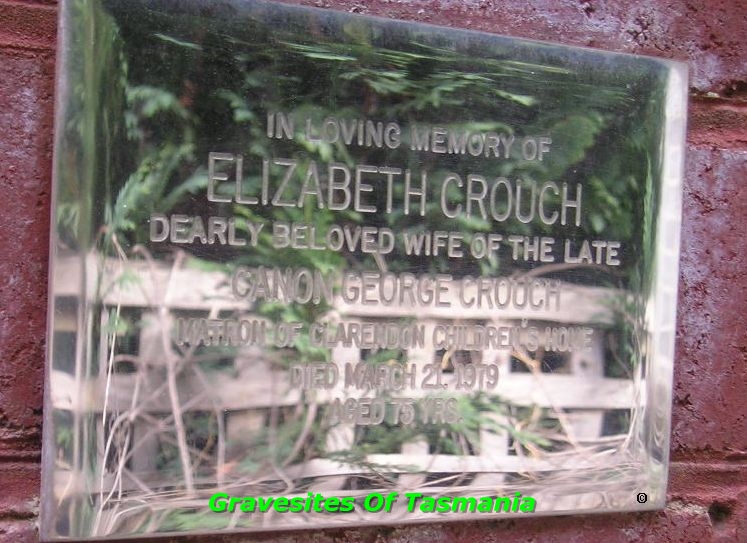 IN LOVING MEMORY OF
ELIZABETH CROUCH
DEARLY BELOVED WIFE OF THE LATE
CANON GEORGE CROUCH
MATRON OF CLARENDON CHILDREN'S HOME
DIED MARCH 21. 1979
AGED 75 YRS.
Gravesites Of Tasmania